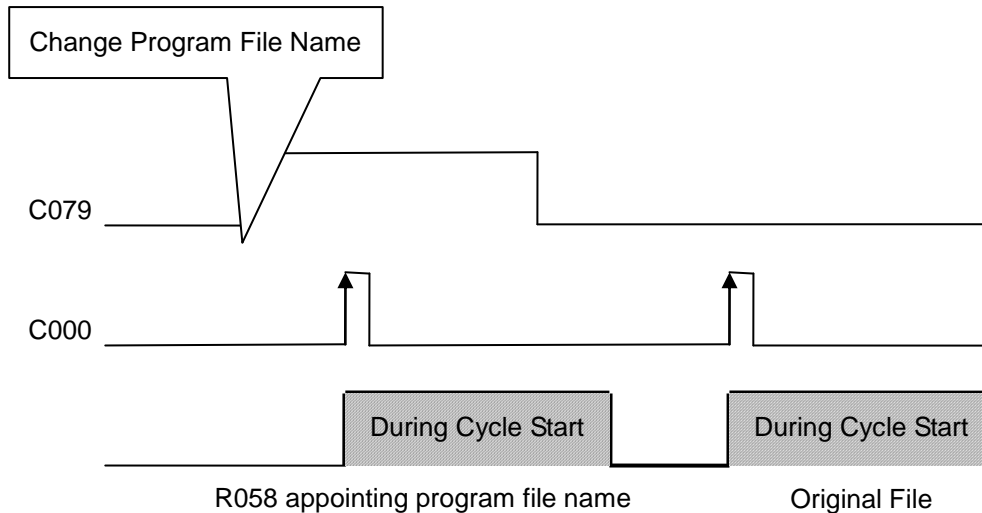 Change Program File Name
C079
C000
During Cycle Start During Cycle Start
R058 appointing program file name Original File